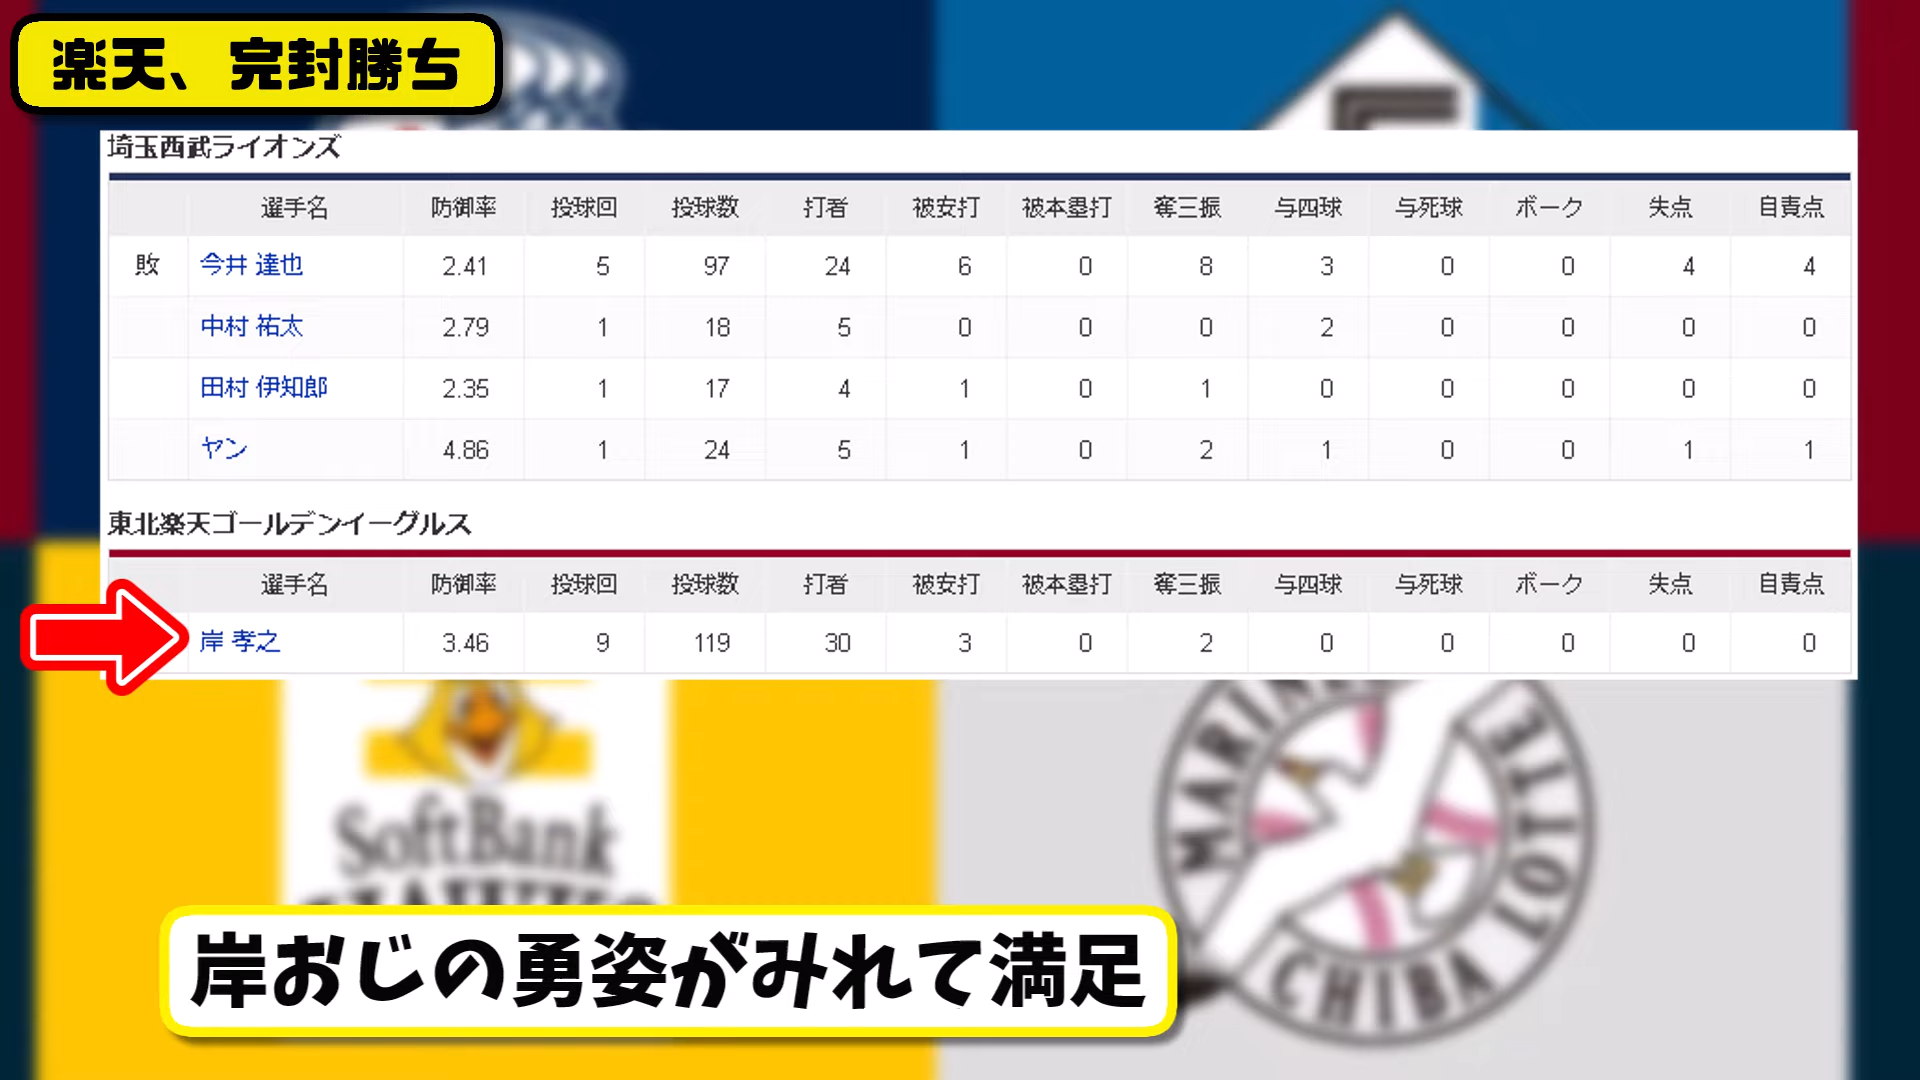 楽天、完封勝ち
埼玉西武ライオンズ
選手名 防御率 投球回 投球数 打者 被安打 被本塁打 奪三振 与四球 与死球 ボーク 失点 自責点
敗 今井 達也 2.41 5 97 24 6 0 8 3 0 0 4 4
中村 祐太 2.79 1 18 5 0 0 0 2 0 0 0 0
田村 伊知郎 2.35 1 17 4 1 0 1 0 0 0 0 0
ヤン 4.86 1 24 5 1 0 2 1 0 0 1 1
東北楽天ゴールデンイーグルス
選手名 防御率 投球回 投球数 打者 被安打 被本塁打 奪三振 与四球 与死球 ボーク 失点 自責点
岸 孝之 3.46 9 119 30 3 0 2 0 0 0 0 0
SoftBank
MARINES
LOTTE
CHIBA
岸おじの勇姿がみれて満足